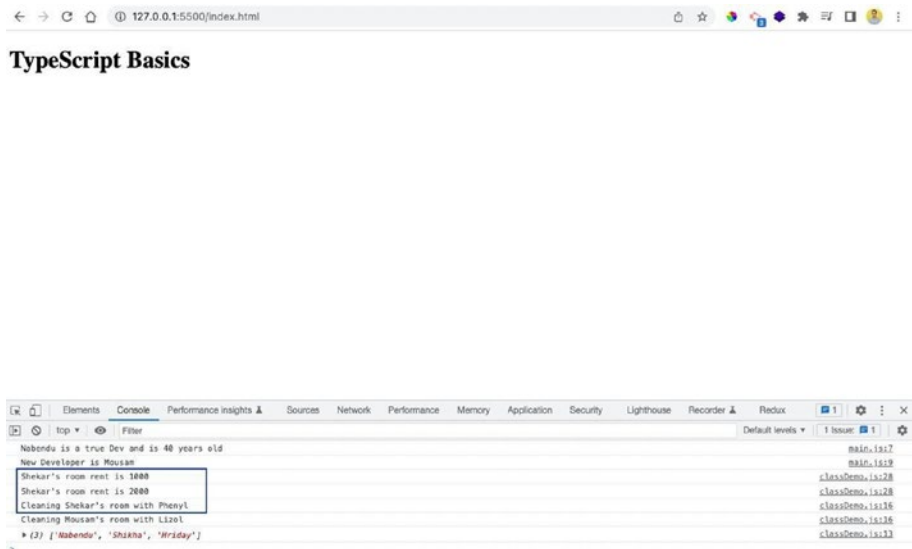 127.0.0.1:5500/index.html
TypeScript Basics
Elements Console Performance insights Sources Network Performance Memory Application Security Lighthouse Recorder Redux 1
top Filter Default levels 1 Issue: 1
Nabendu is a true Dev and is 40 years old main.js:7
New Developer is Mousam main.js:9
Shekar's room rent is 1000 classDemo.js:28
Shekar's room rent is 2000 classDemo.js:28
Cleaning Shekar's room with Phenyl classDemo.js:16
Cleaning Mousam's room with Lizol classDemo.js:16
(3) ['Nabendu', 'Shikha', 'Hriday'] classDemo.js:33